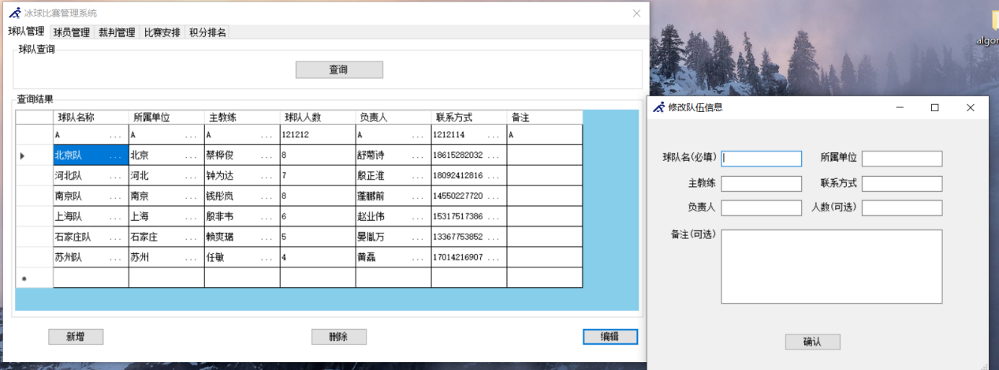 冰球比赛管理系统
球队管理 球员管理 裁判管理 比赛安排 积分排名
球队查询
查询
查询结果
球队名称 所属单位 主教练 球队人数 负责人 联系方式 备注
A ... A ... A ... 121212 A ... 1212114 ... A
北京队 ... 北京 ... 蔡桦俊 ... 8 舒菊诗 ... 18615282032 ...
河北队 ... 河北 ... 钟为达 ... 7 殷正淮 ... 18092412816 ...
南京队 ... 南京 ... 钱彤岚 ... 8 蓬鹏前 ... 14550227720 ...
上海队 ... 上海 ... 殷非韦 ... 6 赵业伟 ... 15317517386 ...
石家庄队 ... 石家庄 ... 赖奕琚 ... 5 晏胤万 ... 13367753852 ...
苏州队 ... 苏州 ... 任敏 ... 4 黄磊 ... 17014216907 ...
新增 删除 编辑
修改队伍信息
球队名(必填) 所属单位
主教练 联系方式
负责人 人数(可选)
备注(可选)
确认